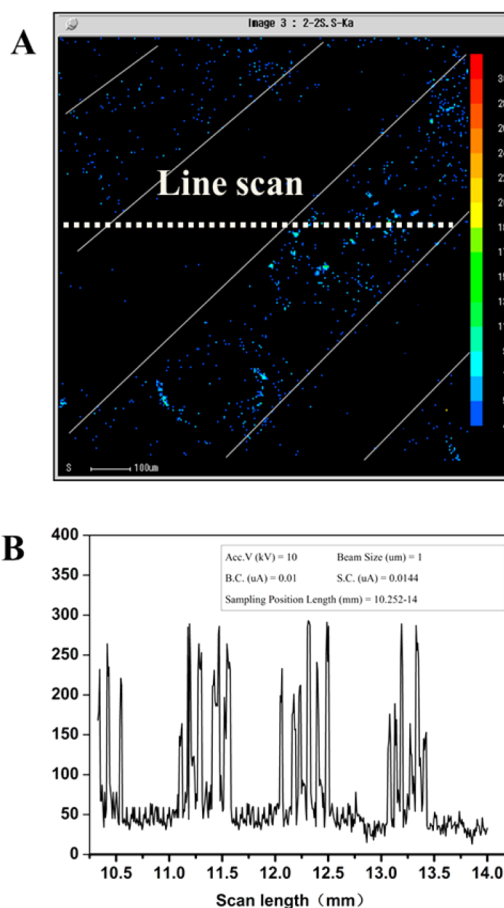 Image 3 : 2-2S.S-Ka
A
Line scan
S
100um
B
400
350
300
250
200
150
100
50
0
Acc.V (kV) = 10 Beam Size (um) = 1
B.C. (uA) = 0.01 S.C. (uA) = 0.0144
Sampling Position Length (mm) = 10.252-14
10.5 11.0 11.5 12.0 12.5 13.0 13.5 14.0
Scan length（mm）